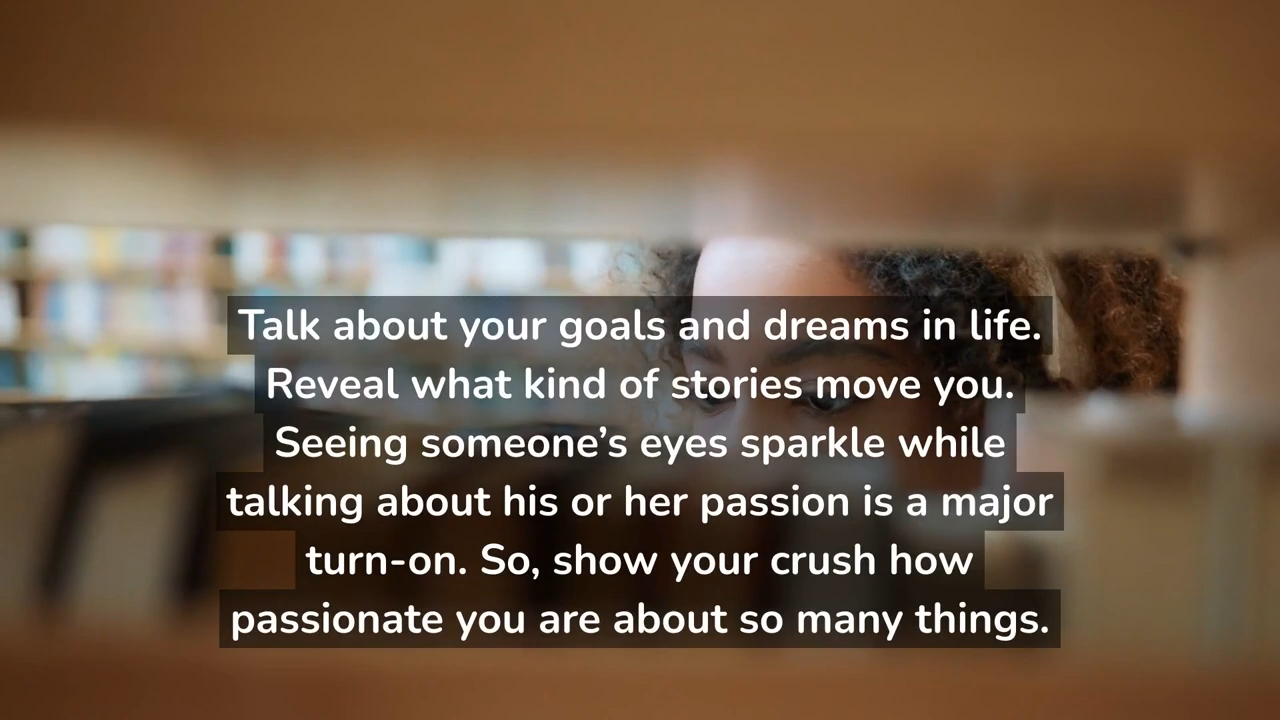 Talk about your goals and dreams in life.
Reveal what kind of stories move you.
Seeing someone’s eyes sparkle while
talking about his or her passion is a major
turn-on. So, show your crush how
passionate you are about so many things.